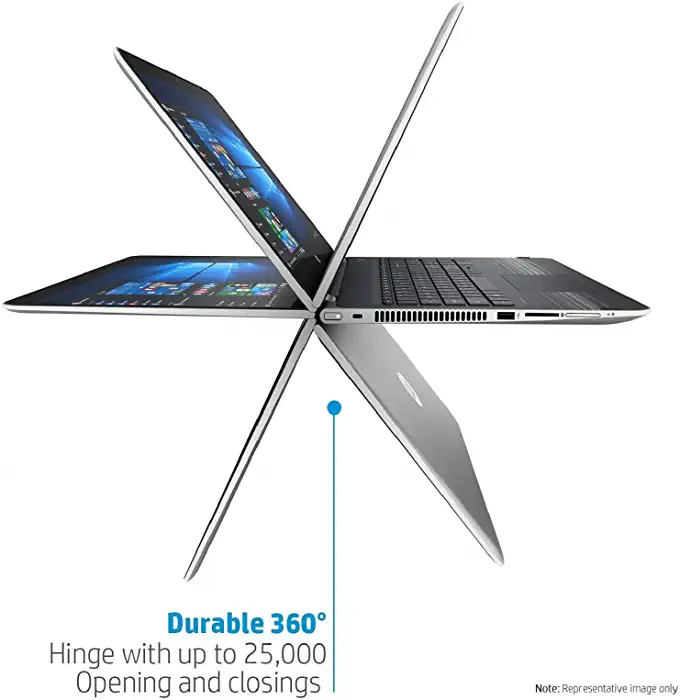 Durable 360°
Hinge with up to 25,000
Opening and closings
Note: Representative image only